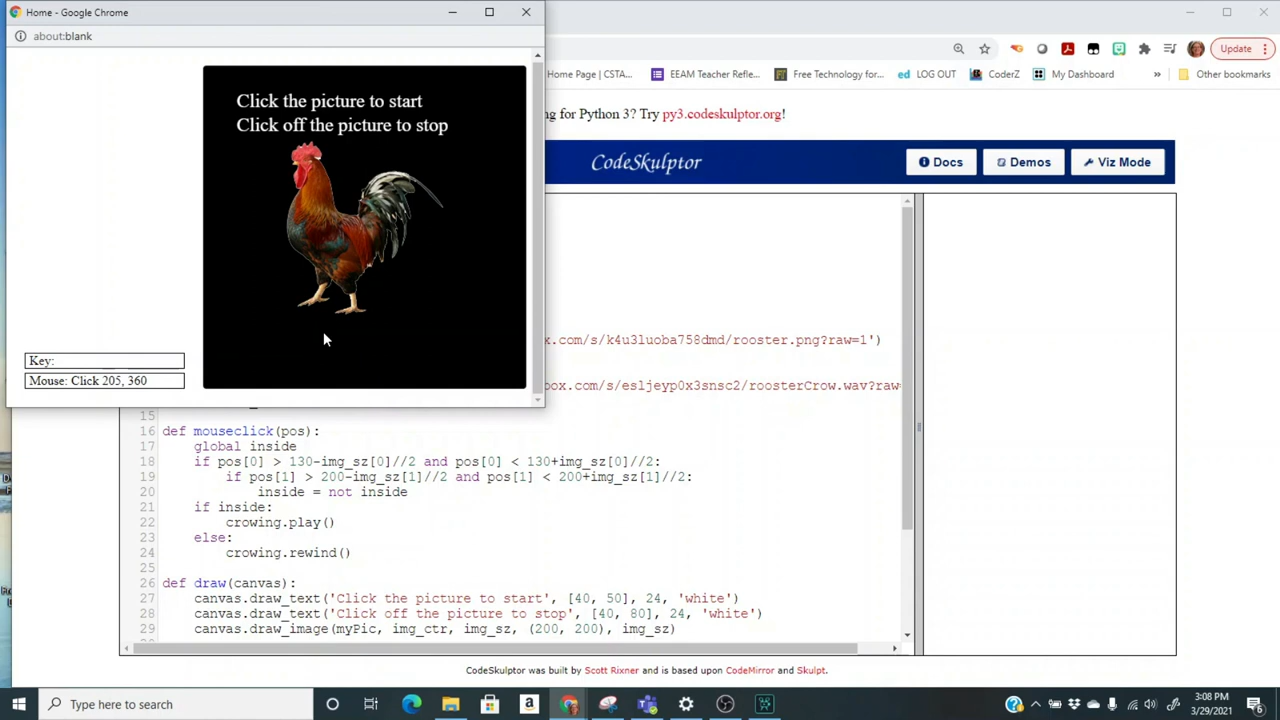 Home - Google Chrome
about:blank
Update
Home Page | CSTA...
EEAM Teacher Refle...
Free Technology for...
ed LOG OUT
CoderZ
My Dashboard
»
Other bookmarks
Click the picture to start
Click off the picture to stop
Key:
Mouse: Click 205, 360
ng for Python 3? Try py3.codeskulptor.org!
CodeSkulptor
Docs
Demos
Viz Mode
x.com/s/k4u3luoba758dmd/rooster.png?raw=1')
box.com/s/esljeyp0x3snsc2/roosterCrow.wav?raw=
15
16 def mouseclick(pos):
17 global inside
18 if pos[0] > 130-img_sz[0]//2 and pos[0] < 130+img_sz[0]//2:
19 if pos[1] > 200-img_sz[1]//2 and pos[1] < 200+img_sz[1]//2:
20 inside = not inside
21 if inside:
22 crowing.play()
23 else:
24 crowing.rewind()
25
26 def draw(canvas):
27 canvas.draw_text('Click the picture to start', [40, 50], 24, 'white')
28 canvas.draw_text('Click off the picture to stop', [40, 80], 24, 'white')
29 canvas.draw_image(myPic, img_ctr, img_sz, (200, 200), img_sz)
CodeSkulptor was built by Scott Rixner and is based upon CodeMirror and Skulpt.
Type here to search
3:08 PM
3/29/2021
6